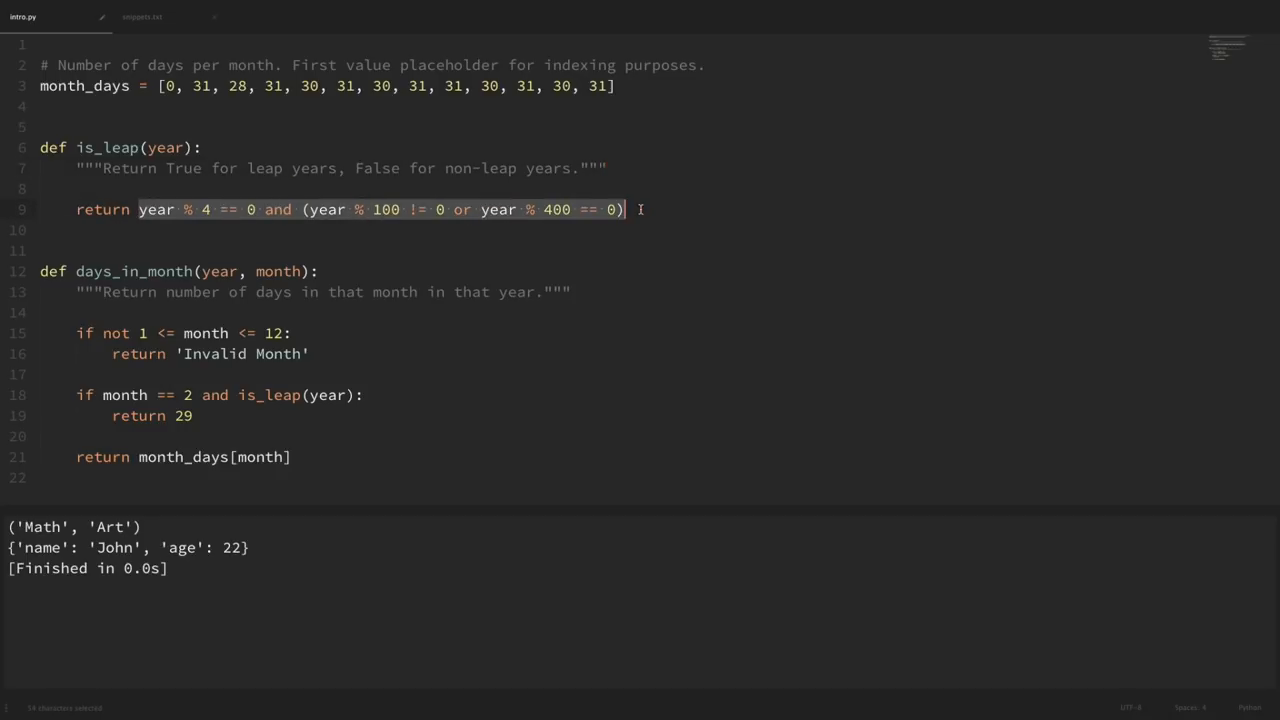 intro.py
snippets.txt
1
2 # Number of days per month. First value placeholder for indexing purposes.
3 month_days = [0, 31, 28, 31, 30, 31, 30, 31, 31, 30, 31, 30, 31]
4
5
6 def is_leap(year):
7 """Return True for leap years, False for non-leap years."""
8
9 return year % 4 == 0 and (year % 100 != 0 or year % 400 == 0)
10
11
12 def days_in_month(year, month):
13 """Return number of days in that month in that year."""
14
15 if not 1 <= month <= 12:
16 return 'Invalid Month'
17
18 if month == 2 and is_leap(year):
19 return 29
20
21 return month_days[month]
22
('Math', 'Art')
{'name': 'John', 'age': 22}
[Finished in 0.0s]
54 characters selected
UTF-8
Spaces: 4
Python